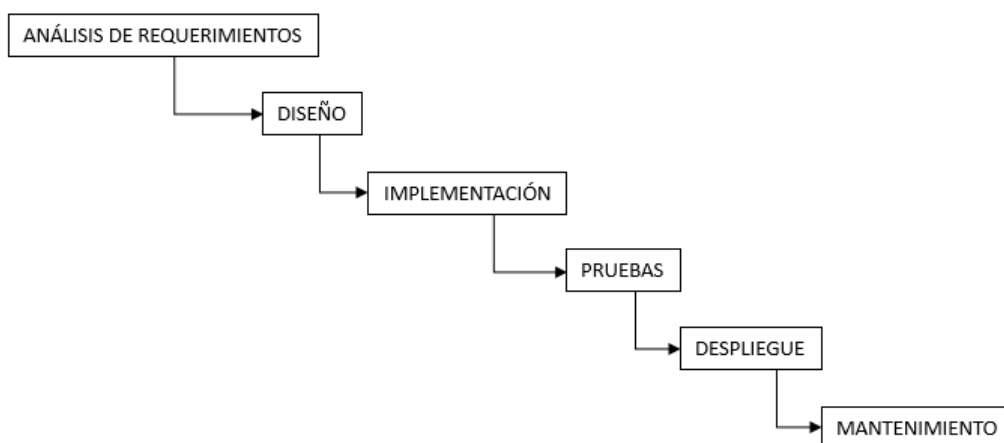 ANÁLISIS DE REQUERIMIENTOS
DISEÑO
IMPLEMENTACIÓN
PRUEBAS
DESPLIEGUE
MANTENIMIENTO